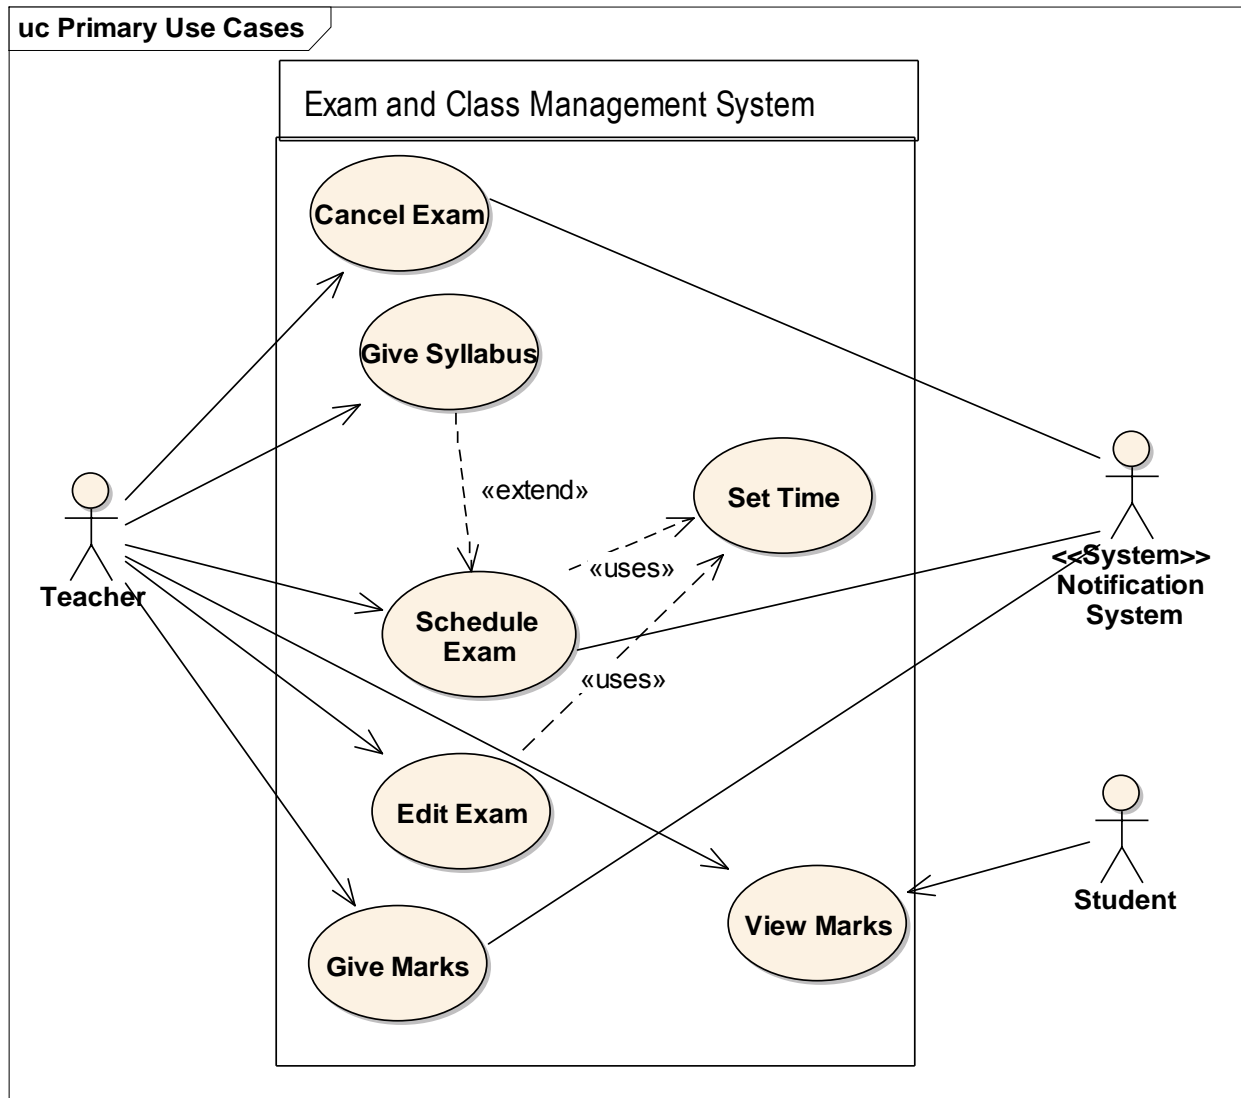 uc Primary Use Cases
Exam and Class Management System
Cancel Exam
Give Syllabus
«extend»
Set Time
«uses»
Schedule
Exam
«uses»
Edit Exam
Give Marks
View Marks
Teacher
<<System>>
Notification
System
Student